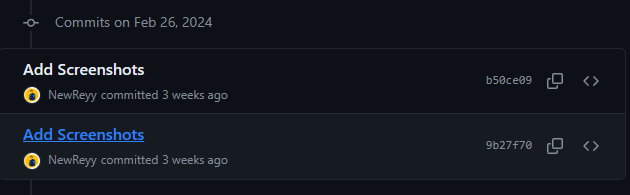 Commits on Feb 26, 2024
Add Screenshots
b50ce09
NewReyy committed 3 weeks ago
Add Screenshots
9b27f70
NewReyy committed 3 weeks ago